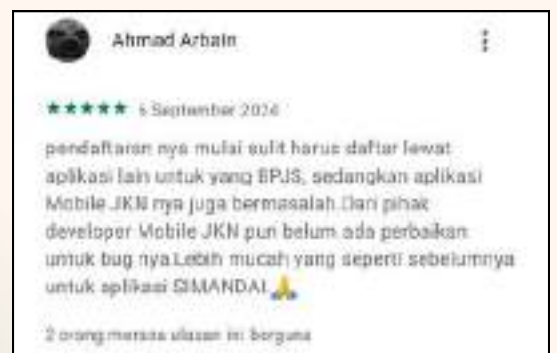 Ahmad Arbain
September 2024
pendaftaran nya mulai sulit harus daftar lewat
aplikasi lain untuk yang BPJS, sedangkan aplikasi
Mobile JKN nya juga bermasalah.Dari pihak
developer Mobile JKN pun belum ada perbaikan
untuk bug nya.Lebih mudah yang seperti sebelumnya
untuk aplikasi SIMANDAI.🙏
2 orang merasa ulasan ini berguna